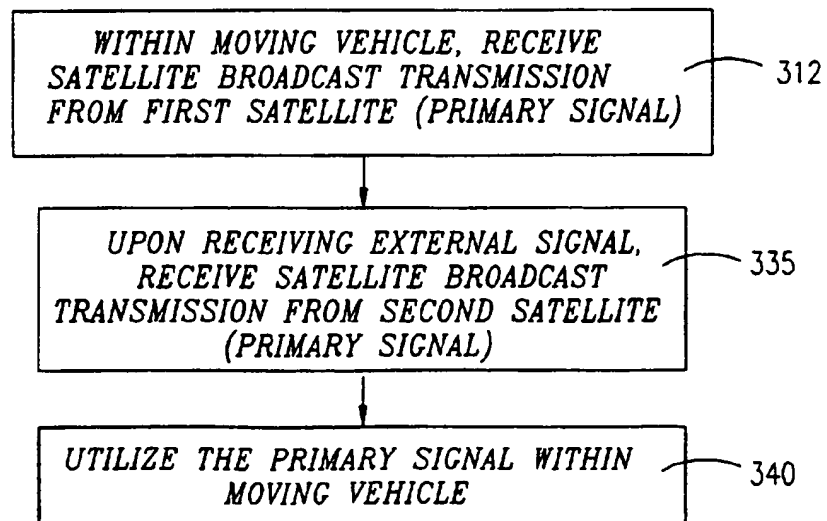 WITHIN MOVING VEHICLE, RECEIVE
SATELLITE BROADCAST TRANSMISSION
FROM FIRST SATELLITE (PRIMARY SIGNAL)
312
UPON RECEIVING EXTERNAL SIGNAL,
RECEIVE SATELLITE BROADCAST
TRANSMISSION FROM SECOND SATELLITE
(PRIMARY SIGNAL)
335
UTILIZE THE PRIMARY SIGNAL WITHIN
MOVING VEHICLE
340